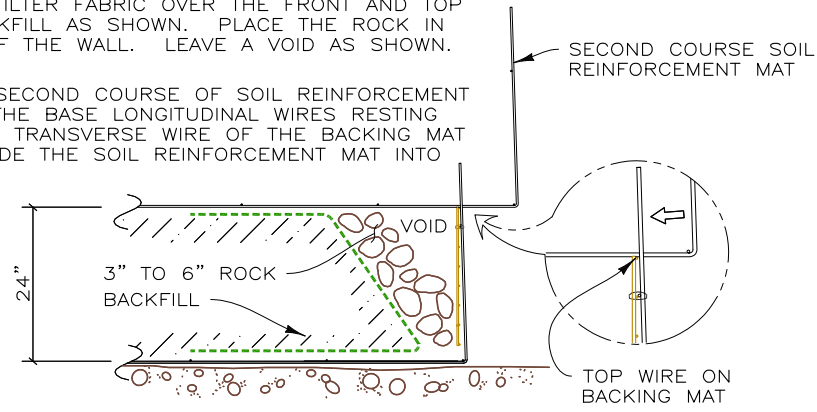 FILTER FABRIC OVER THE FRONT AND TOP
KFILL AS SHOWN. PLACE THE ROCK IN
F THE WALL. LEAVE A VOID AS SHOWN.
SECOND COURSE SOIL
REINFORCEMENT MAT
SECOND COURSE OF SOIL REINFORCEMENT
THE BASE LONGITUDINAL WIRES RESTING
TRANSVERSE WIRE OF THE BACKING MAT
DE THE SOIL REINFORCEMENT MAT INTO
VOID
24"
3" TO 6" ROCK
BACKFILL
TOP WIRE ON
BACKING MAT